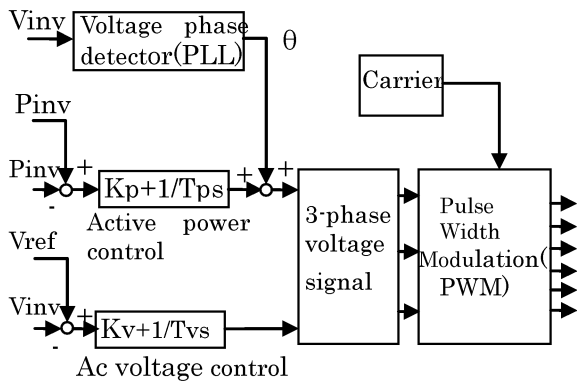 Vinv
Voltage phase
detector(PLL)
θ
Carrier
Pinv
Pinv
+
-
Kp+1/Tps
+
+
Active power
control
3-phase
voltage
signal
Pulse
Width
Modulation(
PWM)
Vref
Vinv
+
-
Kv+1/Tvs
Ac voltage control